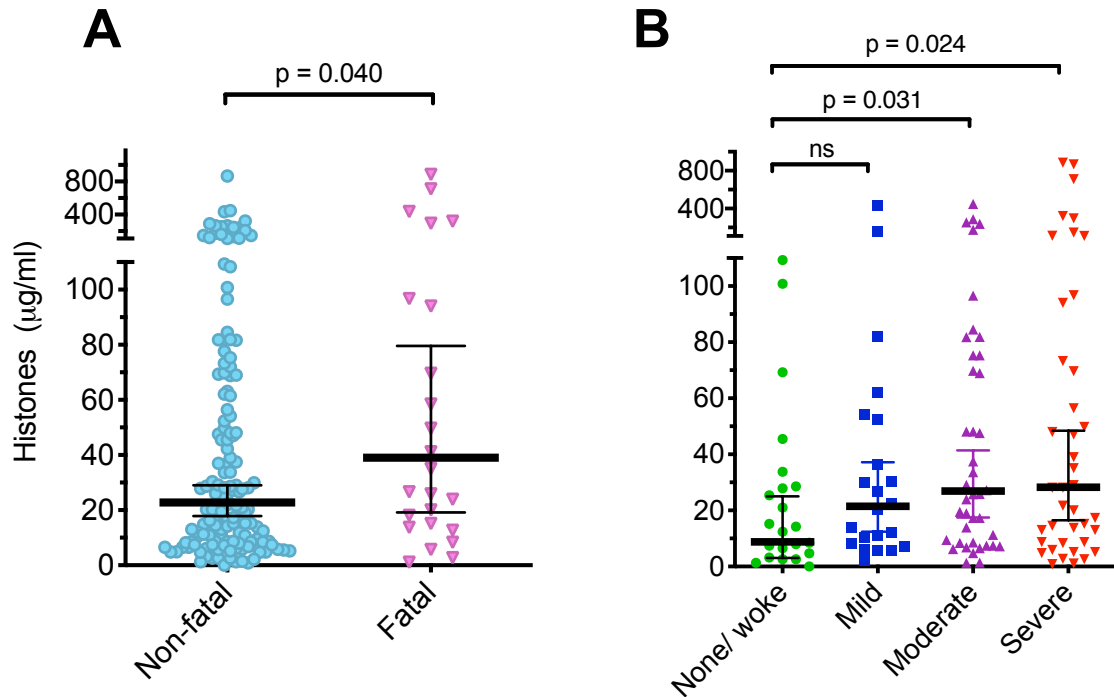 A
p = 0.040
Histones (μg/ml)
800
400
100
80
60
40
20
0
Non-fatal
Fatal
B
p = 0.024
p = 0.031
ns
800
400
100
80
60
40
20
0
None/ woke
Mild
Moderate
Severe